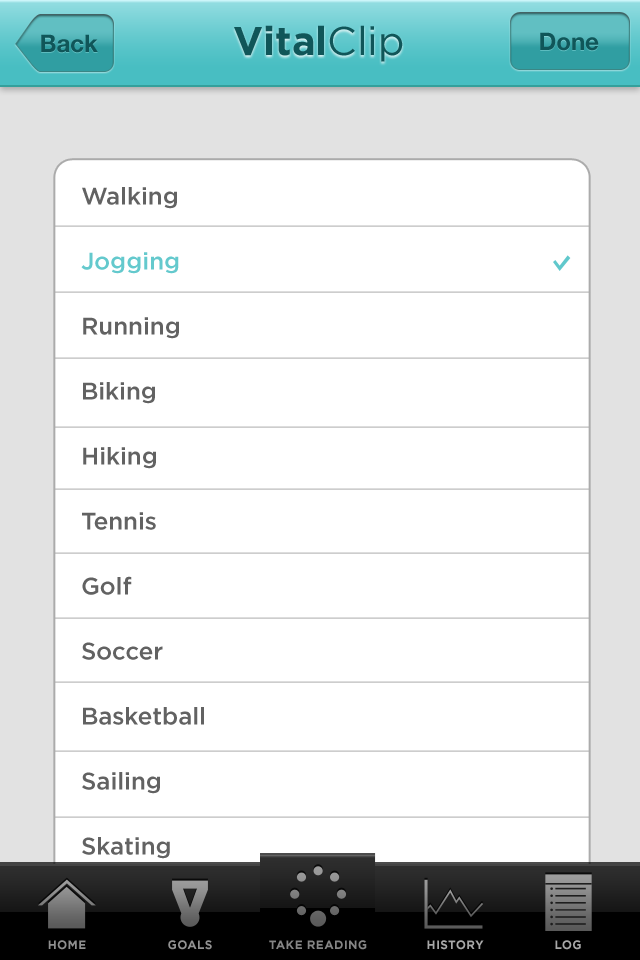 Back
VitalClip
Done
Walking
Jogging
Running
Biking
Hiking
Tennis
Golf
Soccer
Basketball
Sailing
Skating
HOME
GOALS
TAKE READING
HISTORY
LOG